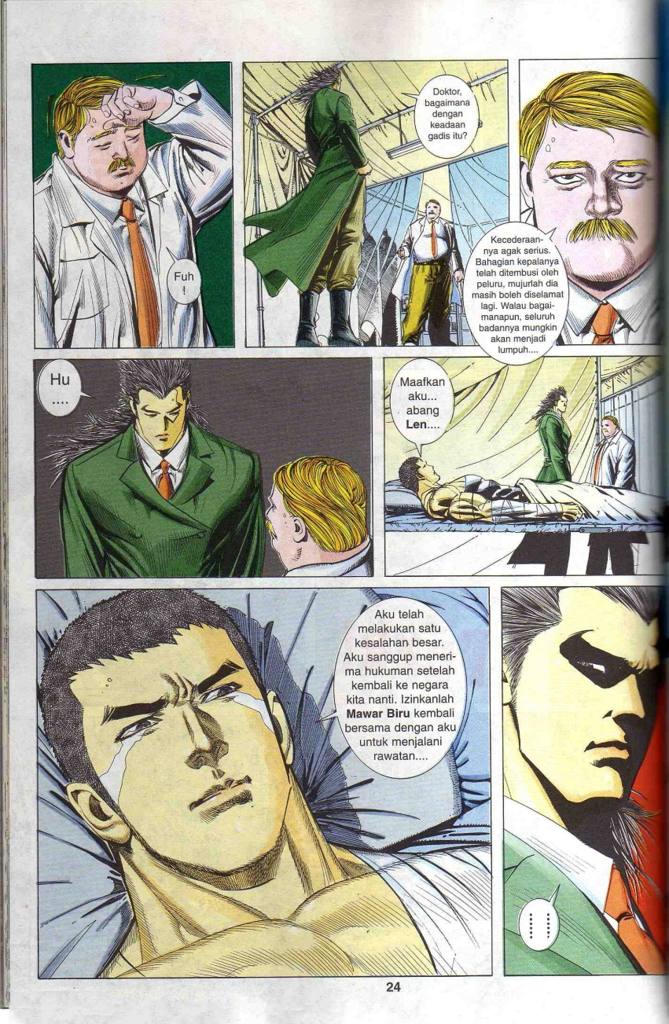 Fuh
!
Doktor,
bagaimana
dengan
keadaan
gadis itu?
Kecederaan-
nya agak serius.
Bahagian kepalanya
telah ditembusi oleh
peluru, mujurlah dia
masih boleh diselamat
lagi. Walau bagai-
manapun, seluruh
badannya mungkin
akan menjadi
lumpuh....
Hu
....
Maafkan
aku...
abang
Len....
Aku telah
melakukan satu
kesalahan besar.
Aku sanggup meneri-
ma hukuman setelah
kembali ke negara
kita nanti. Izinkanlah
Mawar Biru kembali
bersama dengan aku
untuk menjalani
rawatan....
24